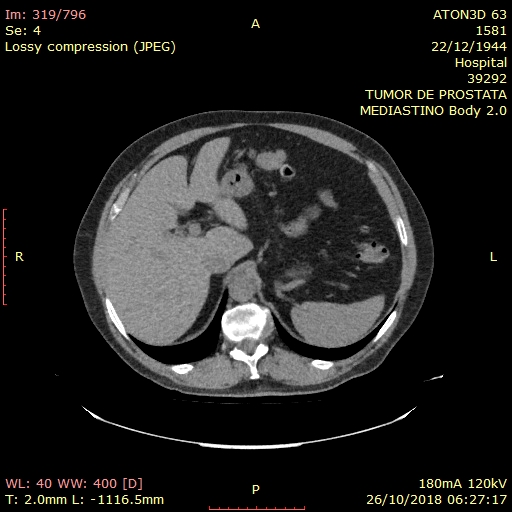 Im: 319/796
Se: 4
Lossy compression (JPEG)
A
ATON3D 63
1581
22/12/1944
Hospital
39292
TUMOR DE PROSTATA
MEDIASTINO Body 2.0
R
L
WL: 40 WW: 400 [D]
T: 2.0mm L: -1116.5mm
P
180mA 120kV
26/10/2018 06:27:17